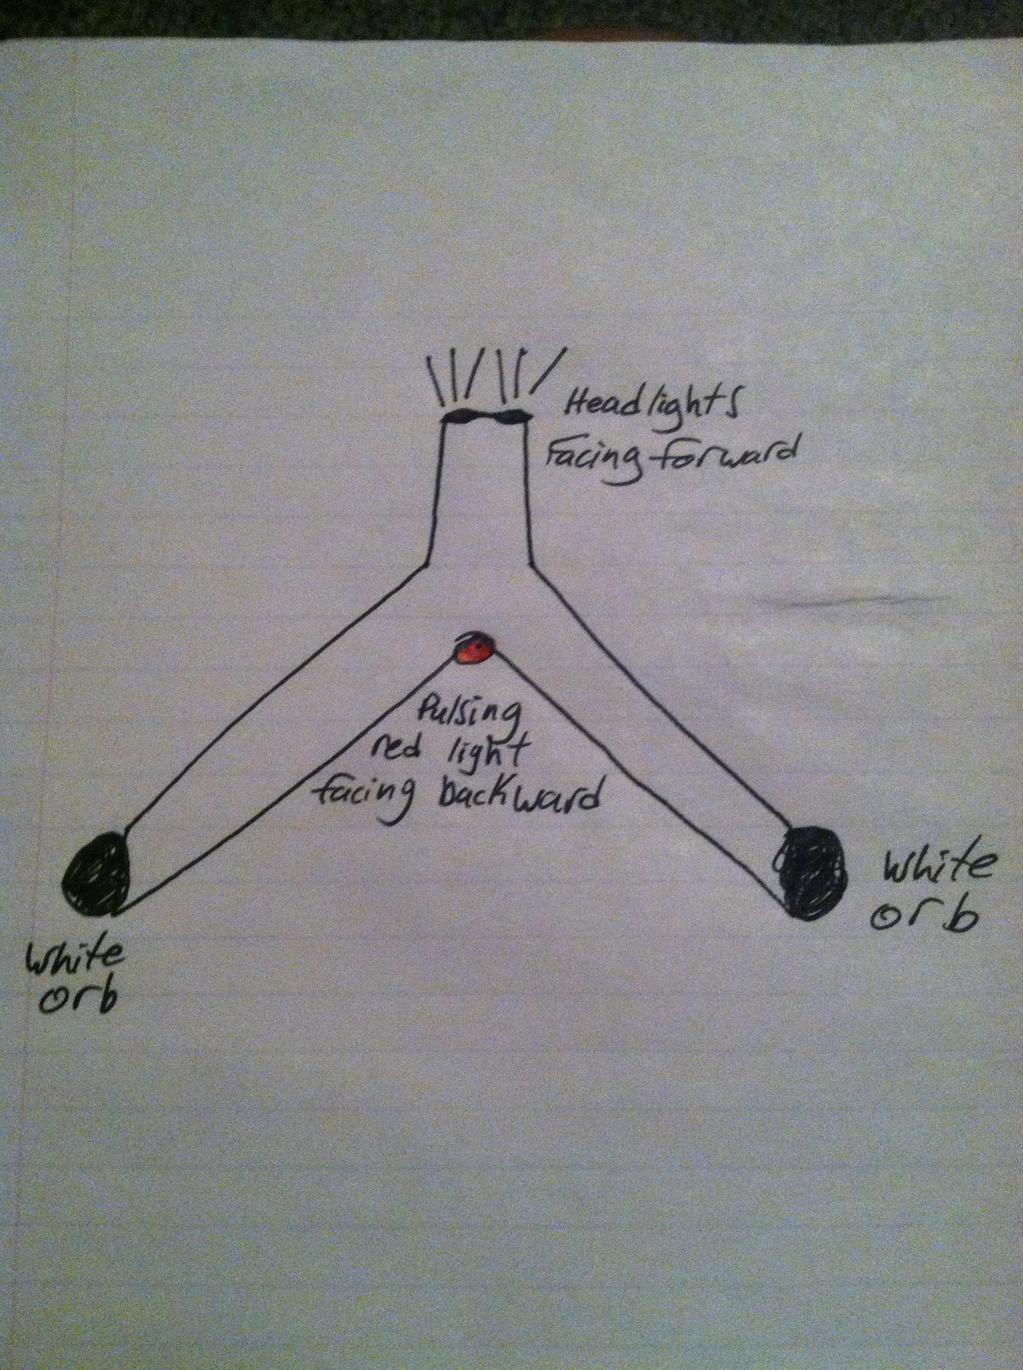 Headlights
Facing forward
Pulsing
red light
facing backward
White
orb
White
orb